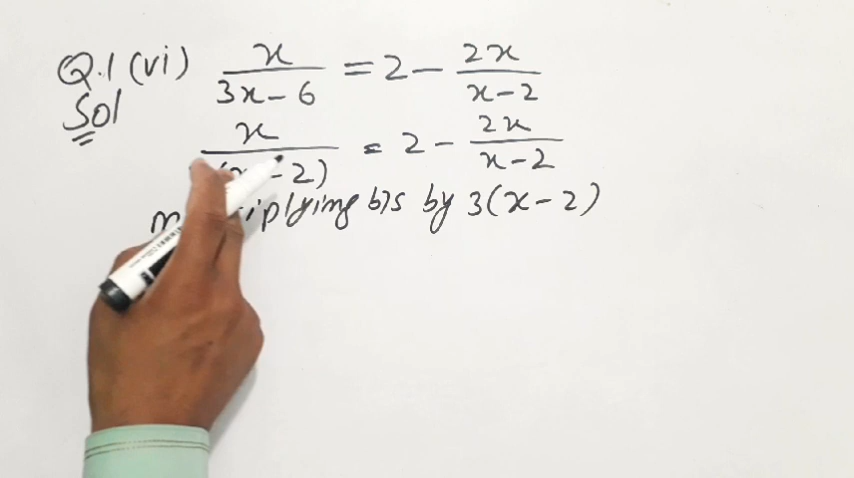 Q.1 (vi) x/(3x-6) = 2 - 2x/(x-2)
Sol
x/(x-2) = 2 - 2x/(x-2)
b/s by 3(x-2)